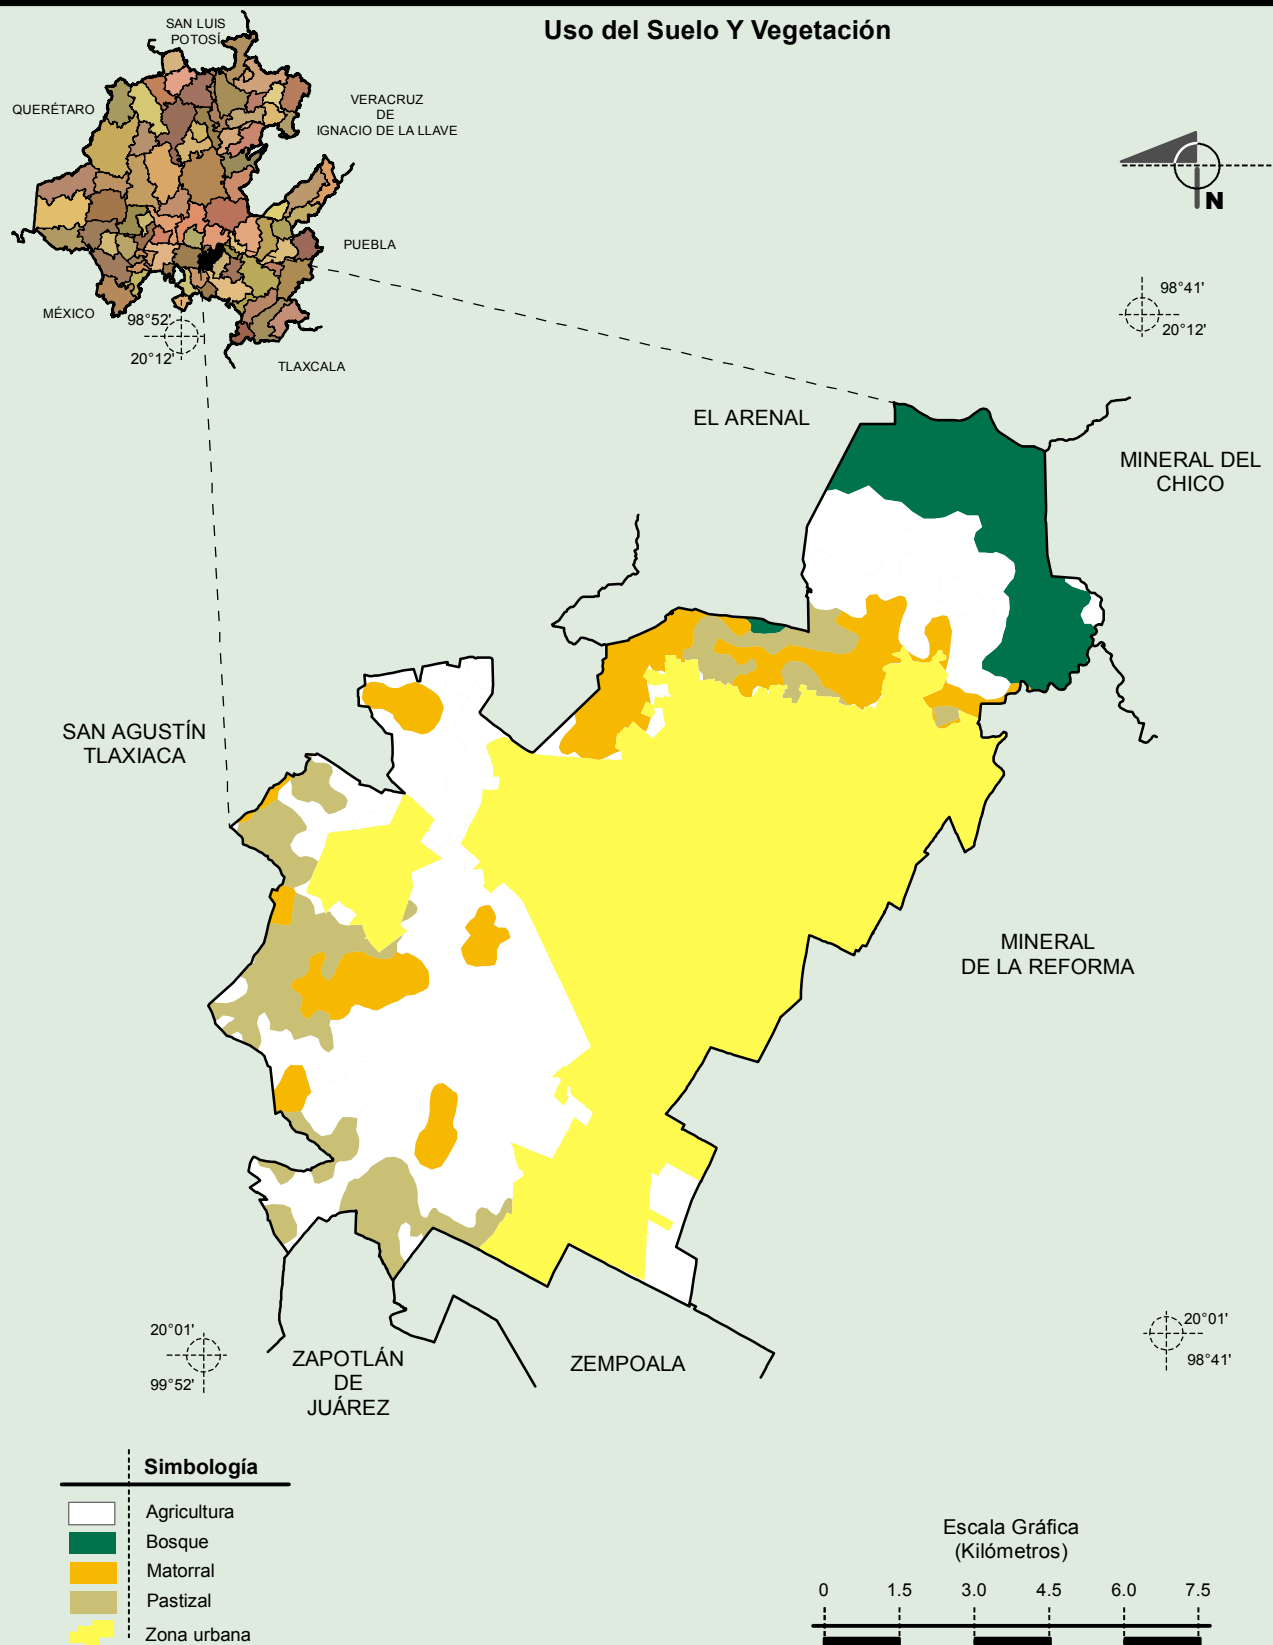 Uso del Suelo Y Vegetación
SAN LUIS
POTOSÍ
QUERÉTARO
VERACRUZ
DE
IGNACIO DE LA LLAVE
PUEBLA
MÉXICO
TLAXCALA
98°52'
20°12'
N
98°41'
20°12'
EL ARENAL
MINERAL DEL
CHICO
SAN AGUSTÍN
TLAXIACA
MINERAL
DE LA REFORMA
20°01'
99°52'
ZAPOTLÁN
DE
JUÁREZ
ZEMPOALA
20°01'
98°41'
Simbología
Agricultura
Bosque
Matorral
Pastizal
Zona urbana
Escala Gráfica
(Kilómetros)
0 1.5 3.0 4.5 6.0 7.5